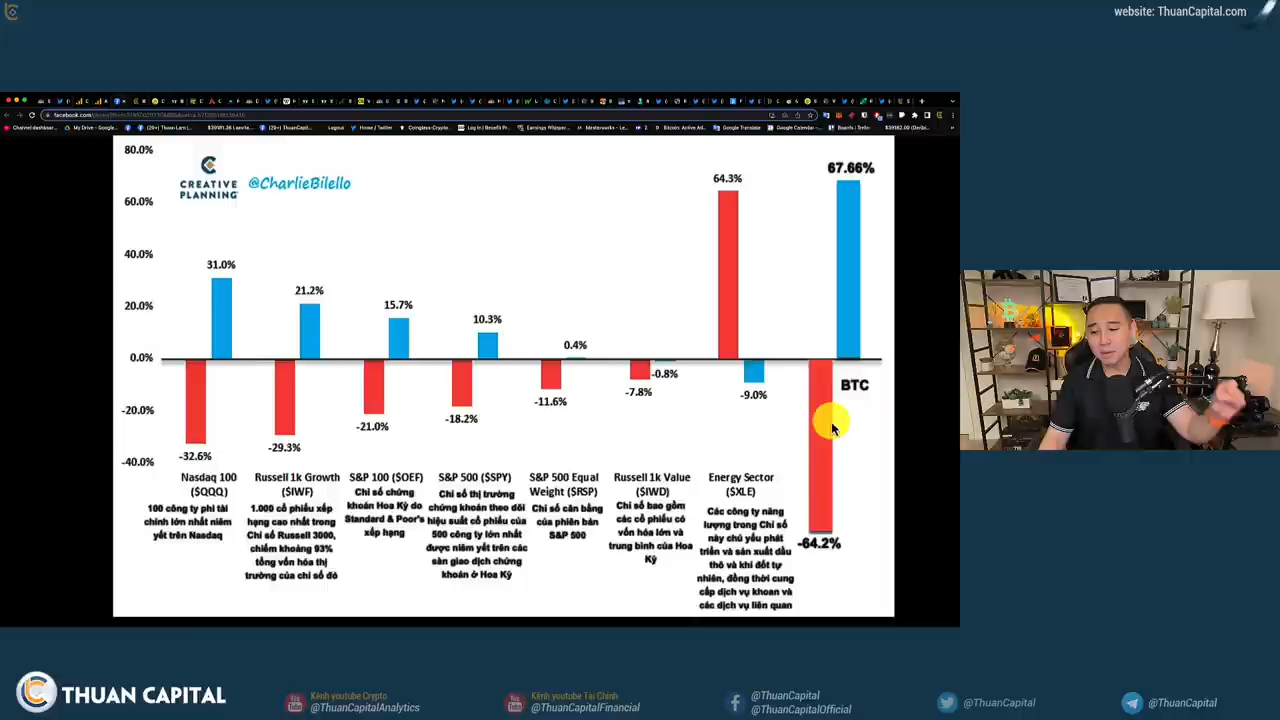 website: ThuanCapital.com
80.0%
60.0%
40.0%
20.0%
0.0%
-20.0%
-40.0%
CREATIVE
PLANNING
@CharlieBilello
31.0%
21.2%
15.7%
10.3%
0.4%
-0.8%
64.3%
67.66%
-32.6%
-29.3%
-21.0%
-18.2%
-11.6%
-7.8%
-9.0%
BTC
-64.2%
Nasdaq 100
($QQQ)
100 công ty phi tài
chính lớn nhất niêm
yết trên Nasdaq
Russell 1k Growth
($IWF)
1.000 cổ phiếu xếp
hạng cao nhất trong
Chỉ số Russell 3000,
chiếm khoảng 93%
tổng vốn hóa thị
trường của chỉ số đó
S&P 100 ($OEF)
Chỉ số chứng
khoán Hoa Kỳ do
Standard & Poor's
xếp hạng
S&P 500 ($SPY)
Chỉ số thị trường
chứng khoán theo dõi
hiệu suất cổ phiếu của
500 công ty lớn nhất
được niêm yết trên các
sàn giao dịch chứng
khoán ở Hoa Kỳ
S&P 500 Equal
Weight ($RSP)
Chỉ số cân bằng
của phiên bản
S&P 500
Russell 1k Value
($IWD)
Chỉ số bao gồm
các cổ phiếu có
vốn hóa lớn và
trung bình của Hoa
Kỳ
Energy Sector
($XLE)
Các công ty năng
lượng trong Chỉ số
này chủ yếu phát
triển và sản xuất dầu
thô và khí đốt tự
nhiên, đồng thời cung
cấp dịch vụ khoan và
các dịch vụ liên quan
THUAN CAPITAL
Kênh youtube Crypto
@ThuanCapitalAnalytics
Kênh youtube Tài Chính
@ThuanCapitalFinancial
@ThuanCapital
@ThuanCapitalOfficial
@ThuanCapital
@ThuanCapital